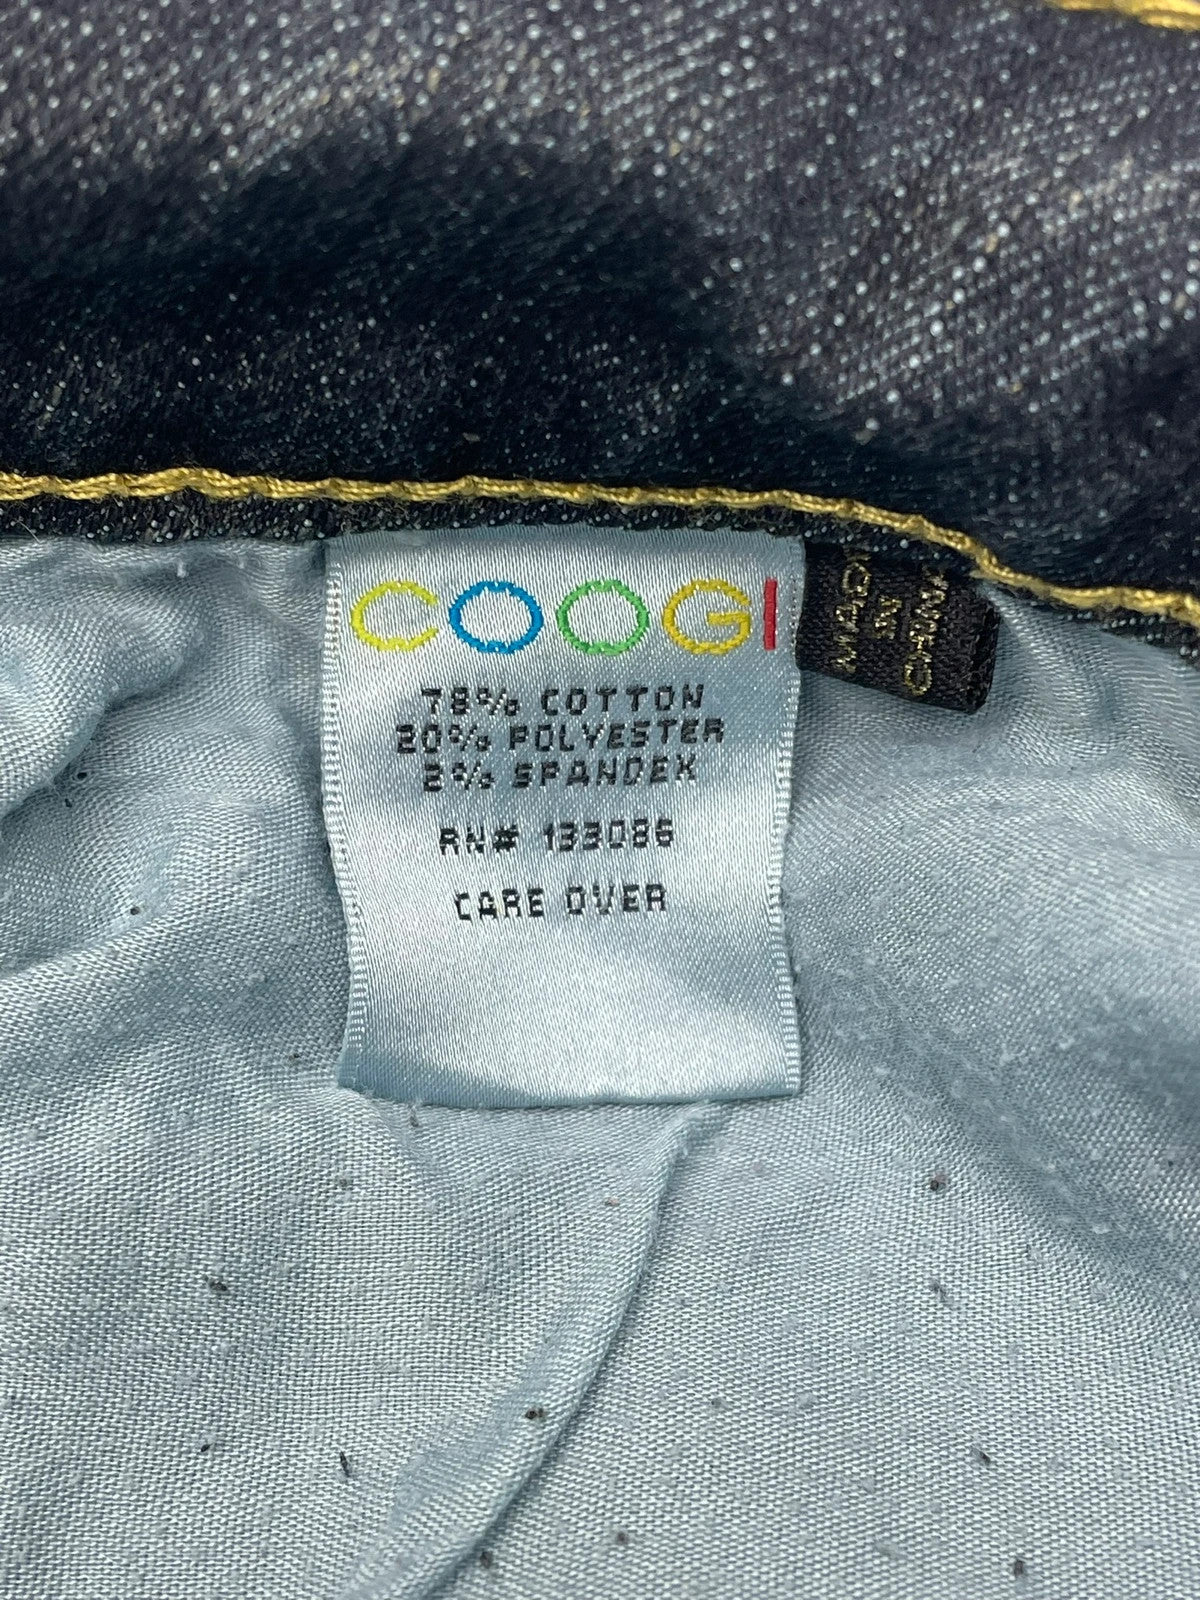 COOGI
78% COTTON
20% POLYESTER
2% SPANDEX
RN# 133086
CARE OVER
MADE
IN
CHINA